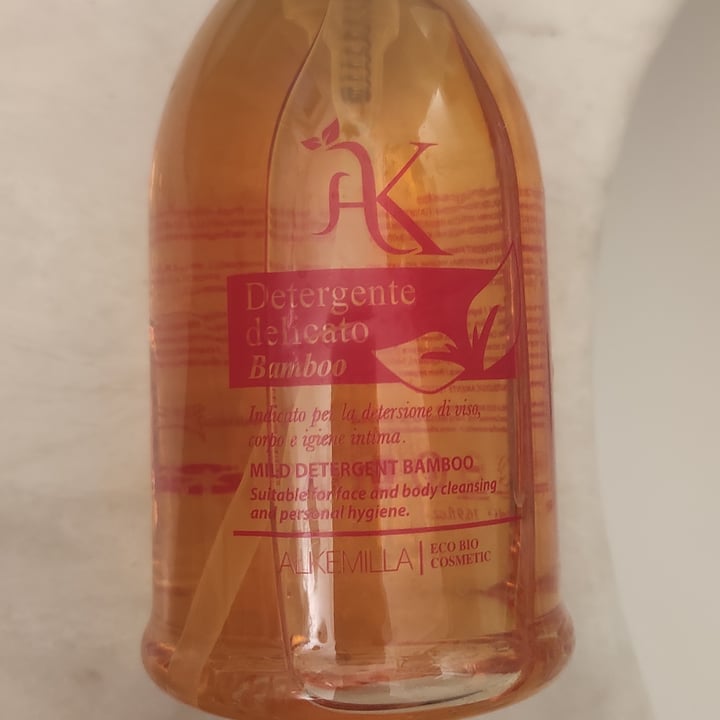 AK
Detergente
delicato
Bamboo
Indicato per la detersione di viso,
corpo e igiene intima.
MILD DETERGENT BAMBOO
Suitable for face and body cleansing
and personal hygiene.
ALKEMILLA ECO BIO
COSMETIC